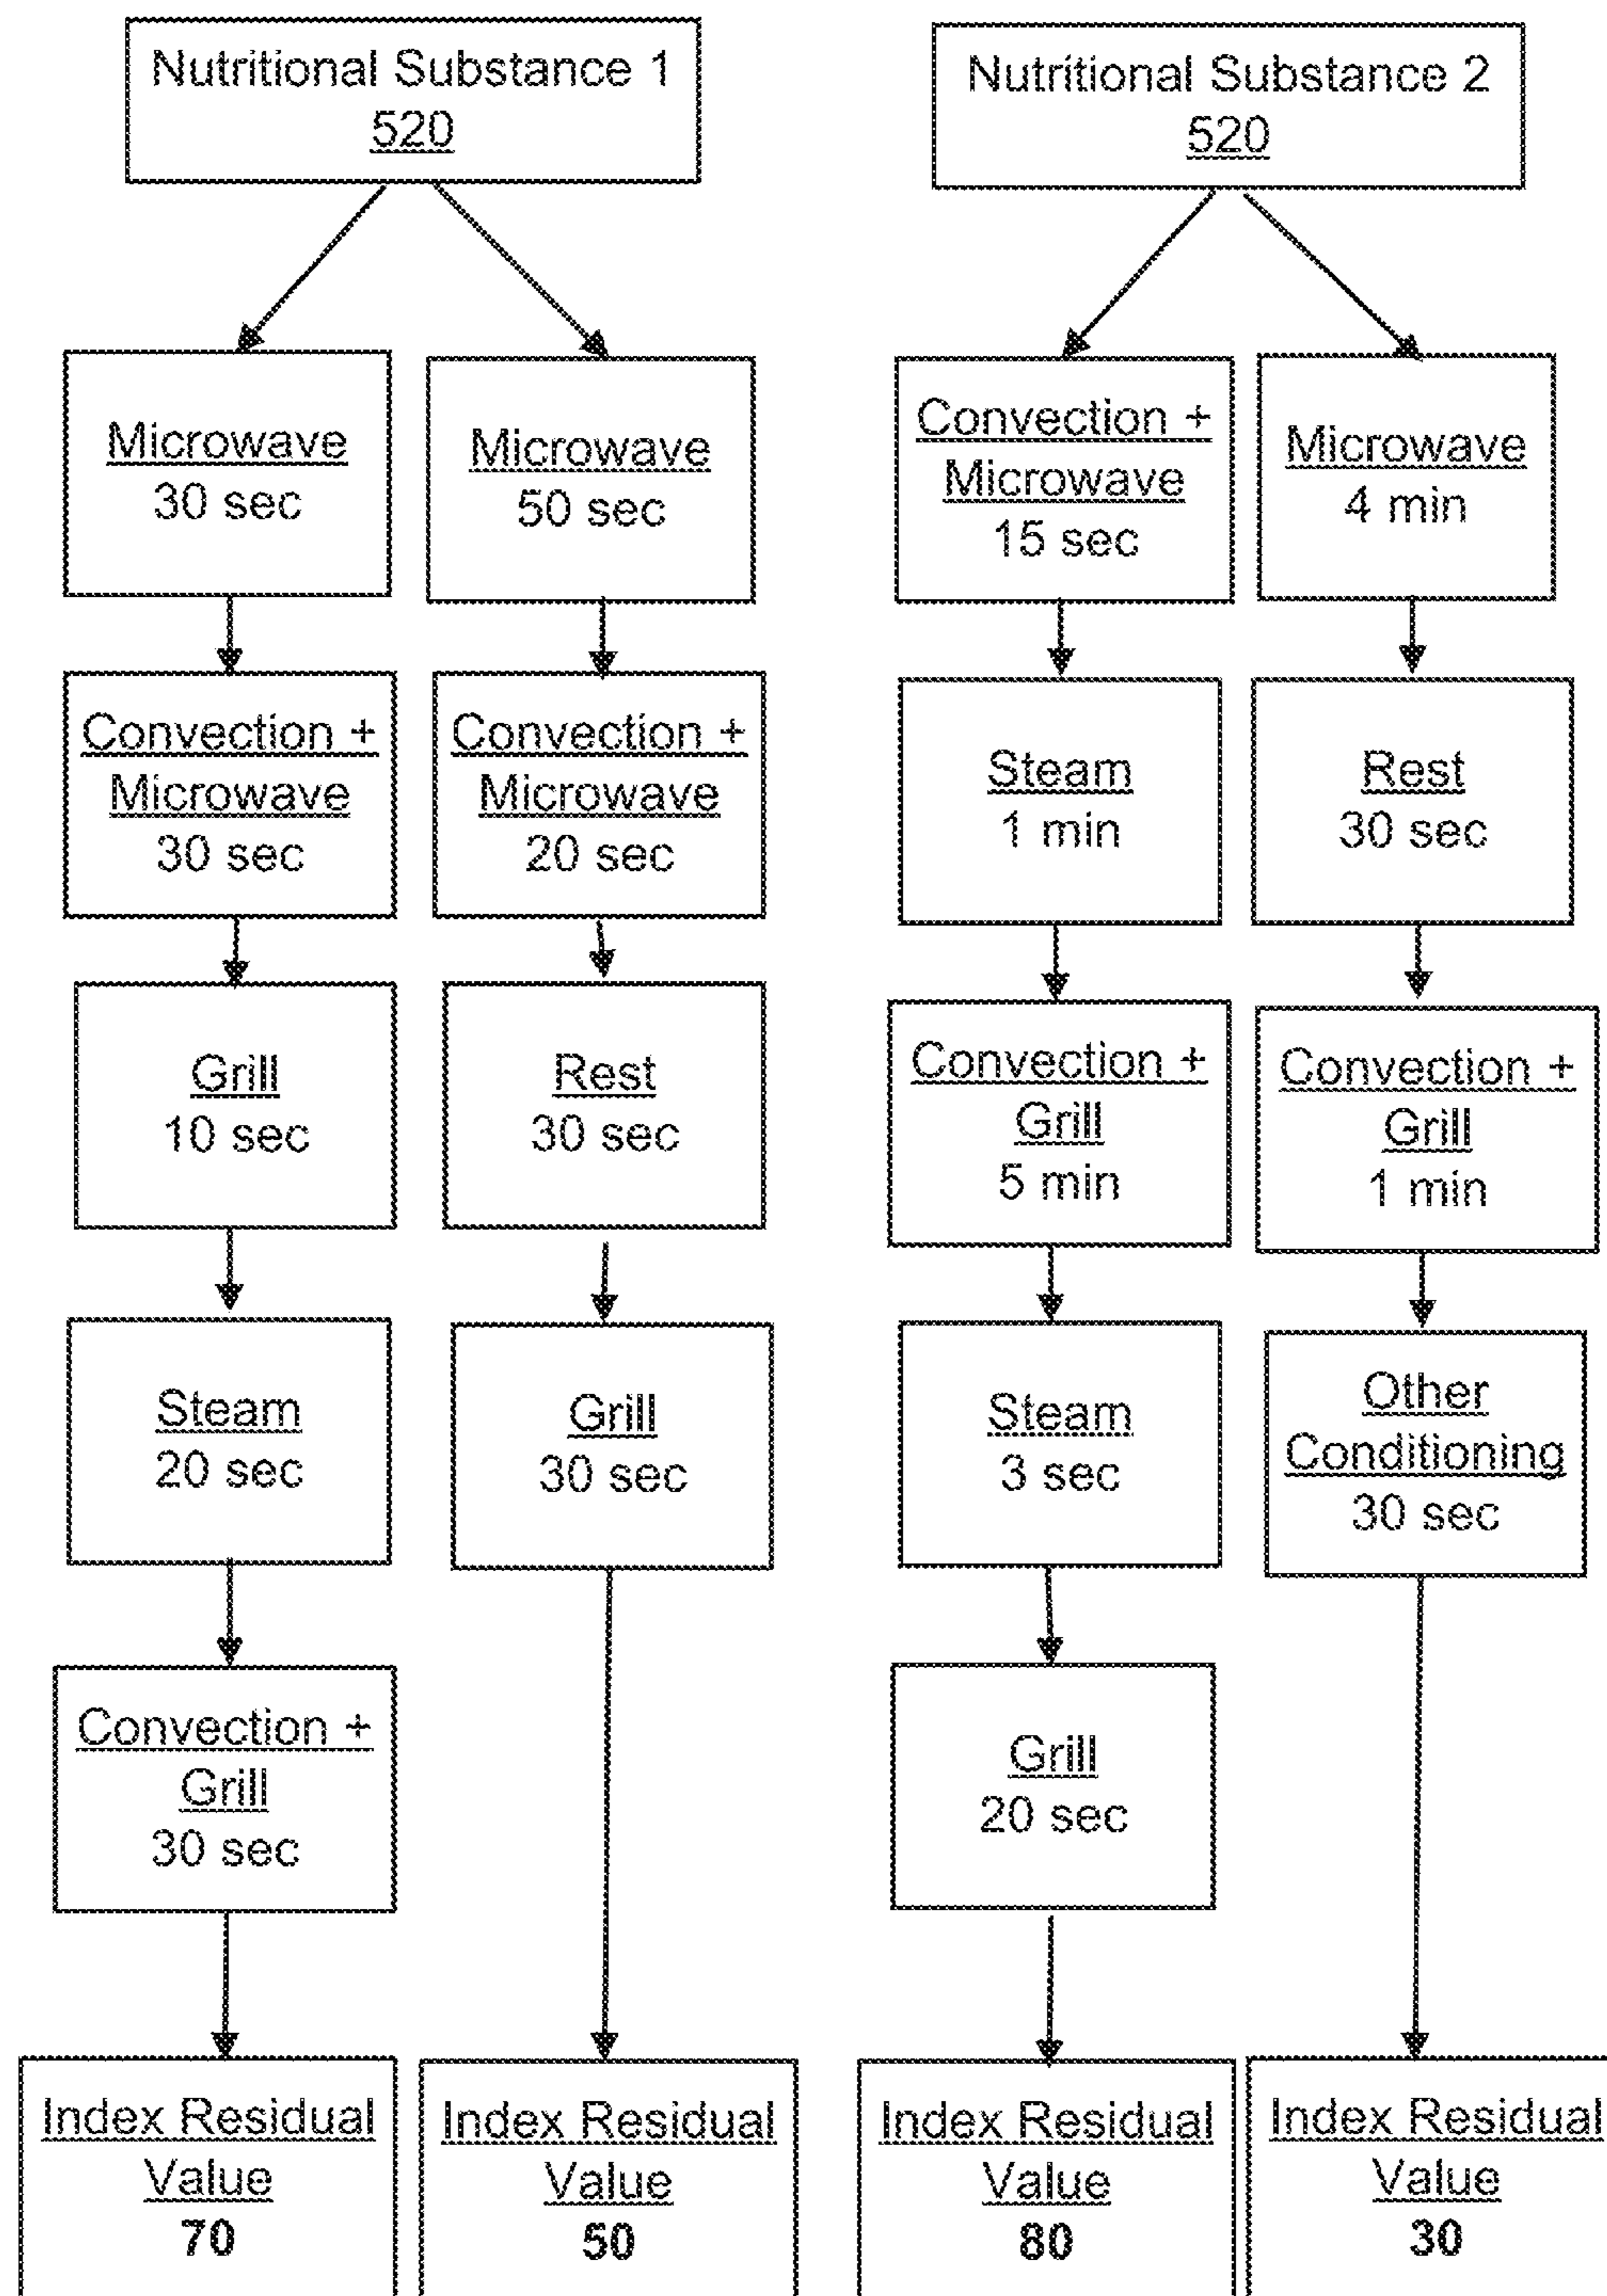 Nutritional Substance 1
520
Microwave
30 sec
Convection +
Microwave
30 sec
Grill
10 sec
Steam
20 sec
Convection +
Grill
30 sec
Index Residual
Value
70
Microwave
50 sec
Convection +
Microwave
20 sec
Rest
30 sec
Grill
30 sec
Index Residual
Value
50
Nutritional Substance 2
520
Convection +
Microwave
15 sec
Steam
1 min
Convection +
Grill
5 min
Steam
3 sec
Grill
20 sec
Index Residual
Value
80
Microwave
4 min
Rest
30 sec
Convection +
Grill
1 min
Other
Conditioning
30 sec
Index Residual
Value
30